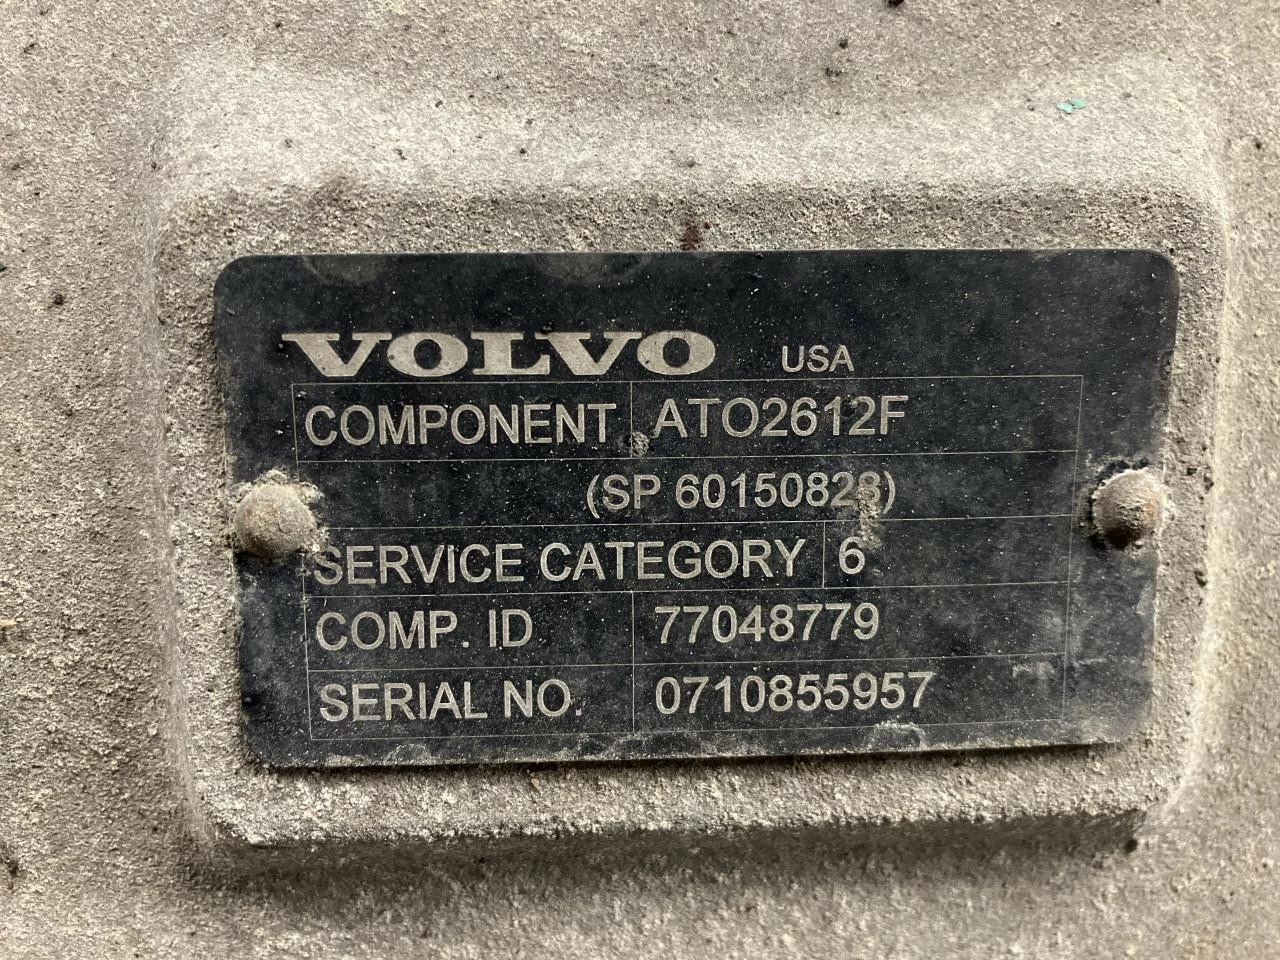 VOLVO USA
COMPONENT ATO2612F
(SP 60150828)
SERVICE CATEGORY 6
COMP. ID 77048779
SERIAL NO. 0710855957